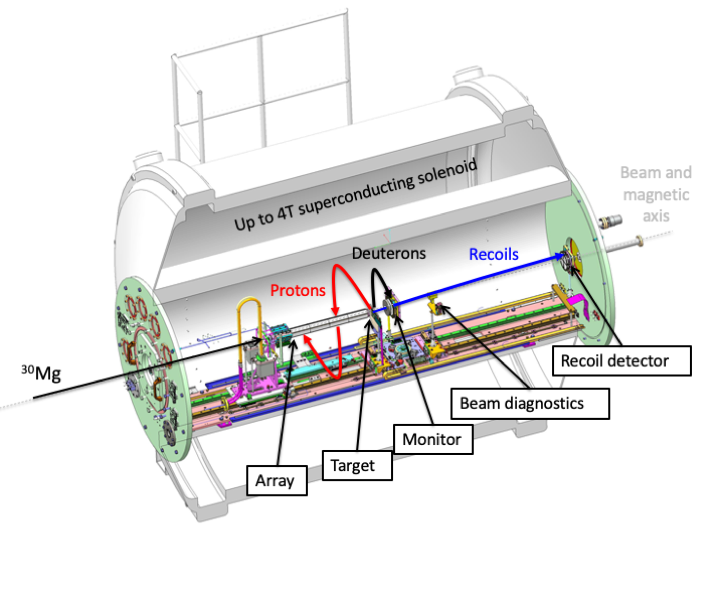 Up to 4T superconducting solenoid
Beam and
magnetic
axis
Deuterons
Recoils
Protons
³⁰Mg
Recoil detector
Beam diagnostics
Monitor
Target
Array